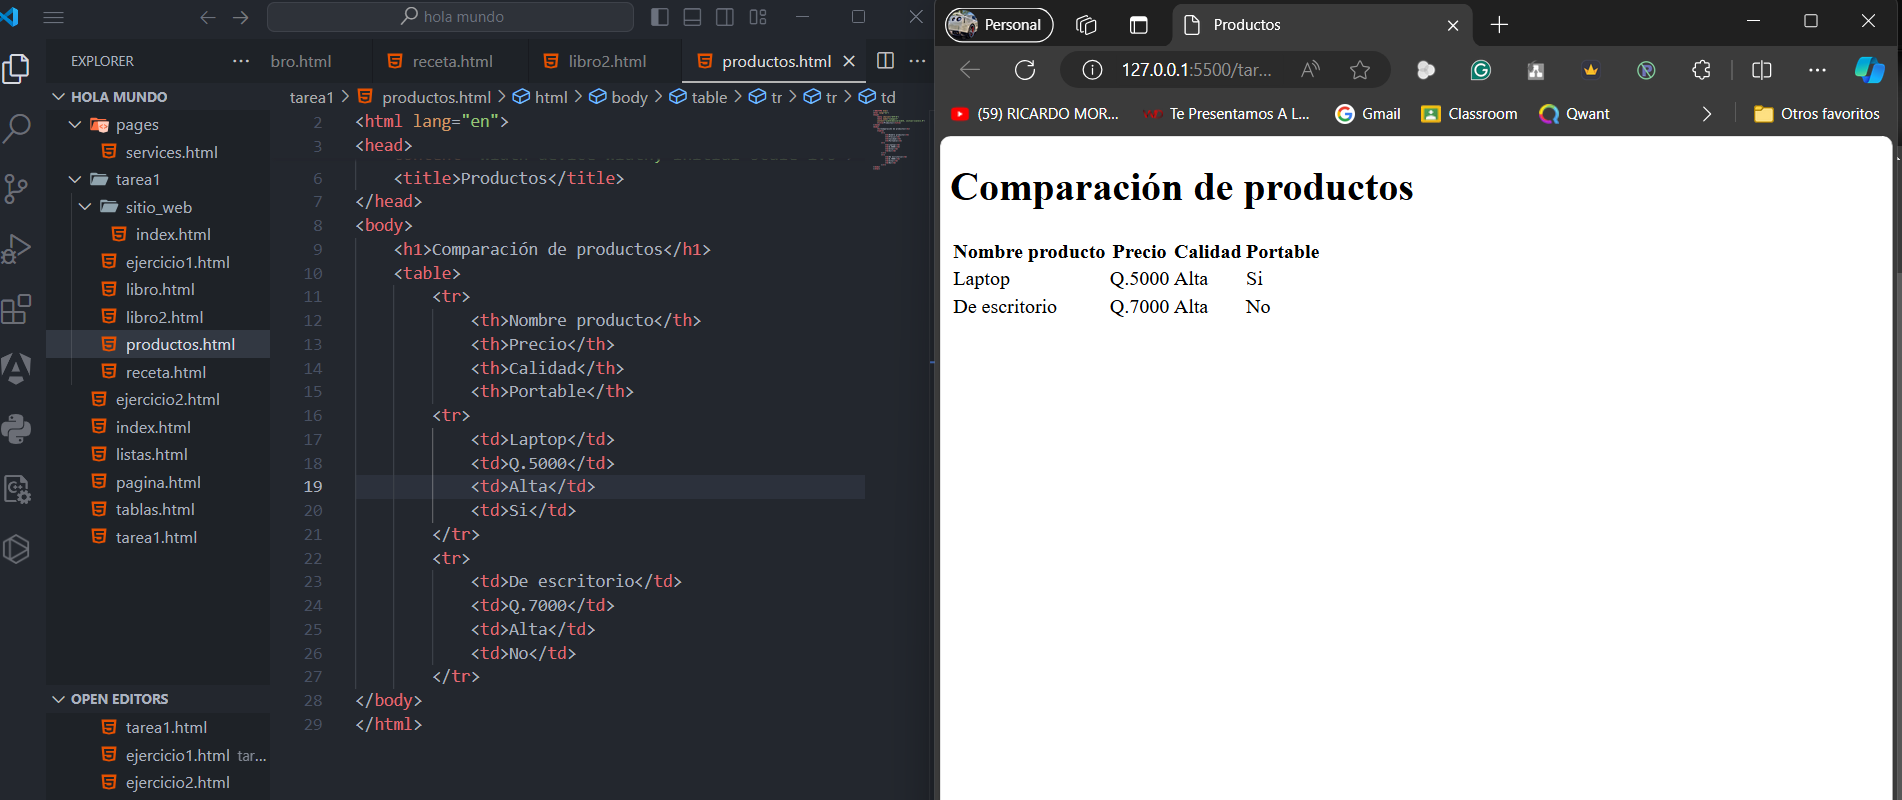 hola mundo
EXPLORER
HOLA MUNDO
pages
services.html
tarea1
sitio_web
index.html
ejercicio1.html
libro.html
libro2.html
productos.html
receta.html
ejercicio2.html
index.html
listas.html
pagina.html
tablas.html
tarea1.html
OPEN EDITORS
tarea1.html
ejercicio1.html tar...
ejercicio2.html
bro.html
receta.html
libro2.html
productos.html
tarea1 > productos.html > html > body > table > tr > tr > td
2 <html lang="en">
3 <head>
6 <title>Productos</title>
7 </head>
8 <body>
9 <h1>Comparación de productos</h1>
10 <table>
11 <tr>
12 <th>Nombre producto</th>
13 <th>Precio</th>
14 <th>Calidad</th>
15 <th>Portable</th>
16 <tr>
17 <td>Laptop</td>
18 <td>Q.5000</td>
19 <td>Alta</td>
20 <td>Si</td>
21 </tr>
22 <tr>
23 <td>De escritorio</td>
24 <td>Q.7000</td>
25 <td>Alta</td>
26 <td>No</td>
27 </tr>
28 </body>
29 </html>
Personal
Productos
127.0.0.1:5500/tar...
(59) RICARDO MOR...
Te Presentamos A L...
Gmail
Classroom
Qwant
Otros favoritos
Comparación de productos
Nombre producto Precio Calidad Portable
Laptop Q.5000 Alta Si
De escritorio Q.7000 Alta No